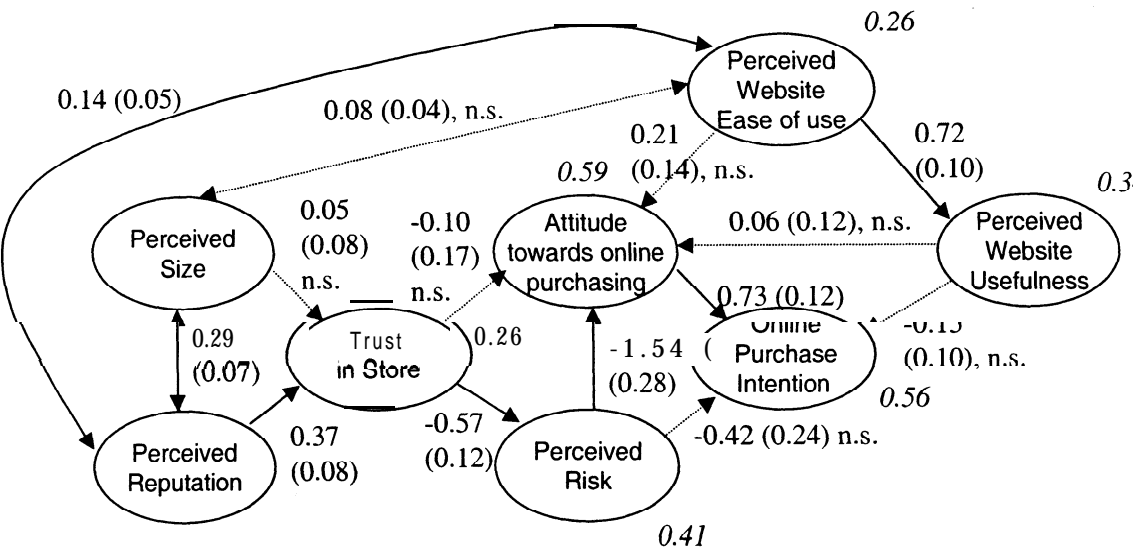 0.26
Perceived
Website
Ease of use
0.14 (0.05)
0.08 (0.04), n.s.
0.21
(0.14), n.s.
0.72
(0.10)
0.59
Perceived
Size
0.05
(0.08)
n.s.
-0.10
(0.17)
n.s.
Attitude
towards online
purchasing
0.06 (0.12), n.s.
Perceived
Website
Usefulness
0.29
(0.07)
Trust
in Store
0.26
-1.54
(0.28)
0.73 (0.12)
Online
Purchase
Intention
(0.10), n.s.
0.56
Perceived
Reputation
0.37
(0.08)
-0.57
(0.12)
Perceived
Risk
-0.42 (0.24) n.s.
0.41